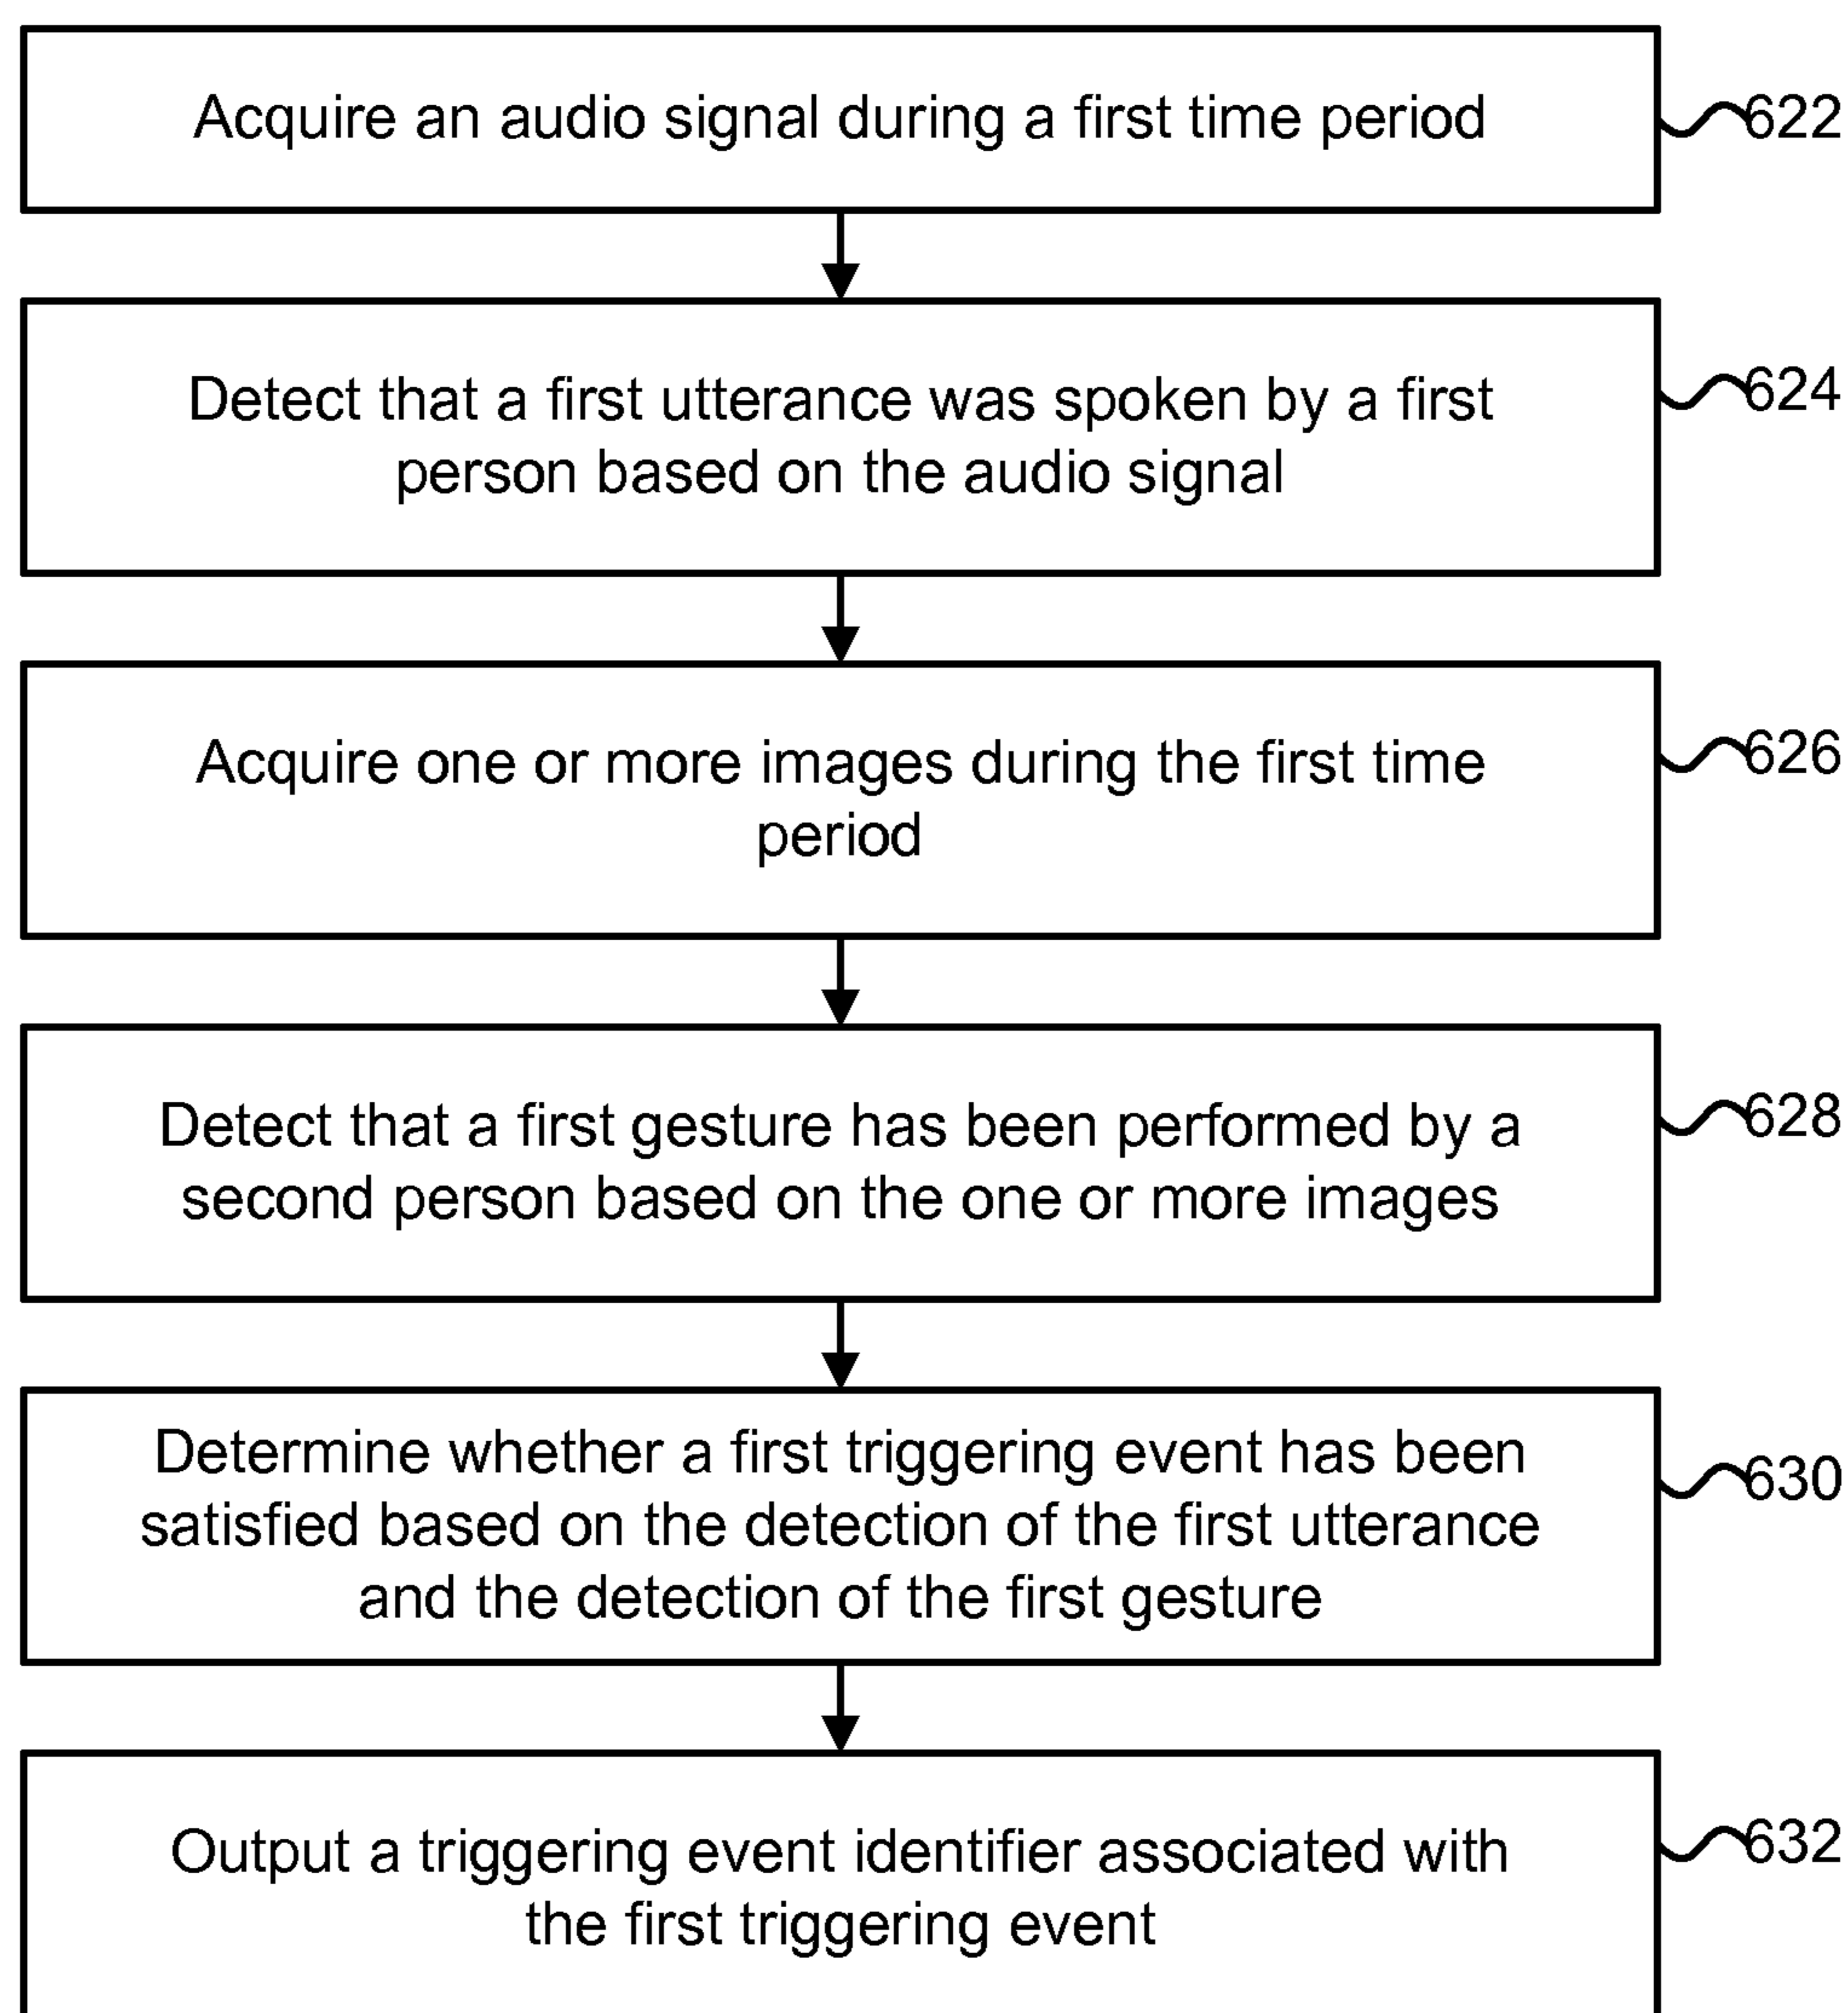 Acquire an audio signal during a first time period
622
Detect that a first utterance was spoken by a first
person based on the audio signal
624
Acquire one or more images during the first time
period
626
Detect that a first gesture has been performed by a
second person based on the one or more images
628
Determine whether a first triggering event has been
satisfied based on the detection of the first utterance
and the detection of the first gesture
630
Output a triggering event identifier associated with
the first triggering event
632